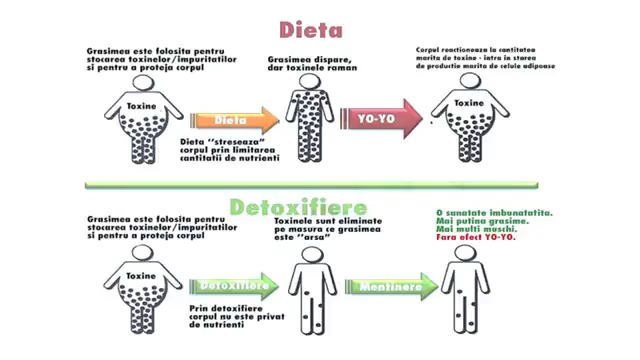 Dieta
Grasimea este folosita pentru
stocarea toxinelor/impuritatilor
si pentru a proteja corpul
Grasimea dispare,
dar toxinele raman
Corpul reactioneaza la cantitatea
marita de toxine - intra in starea
de productie marita de celule adipoase
Toxine
Dieta
YO-YO
Toxine
Dieta ‘‘streseaza’’
corpul prin limitarea
cantitatii de nutrienti
Detoxifiere
Grasimea este folosita pentru
stocarea toxinelor/impuritatilor
si pentru a proteja corpul
Toxinele sunt eliminate
pe masura ce grasimea
este ‘‘arsa’’
O sanatate imbunatatita.
Mai putina grasime.
Mai multi muschi.
Fara efect YO-YO.
Toxine
Detoxifiere
Mentinere
Prin detoxifiere
corpul nu este privat
de nutrienti